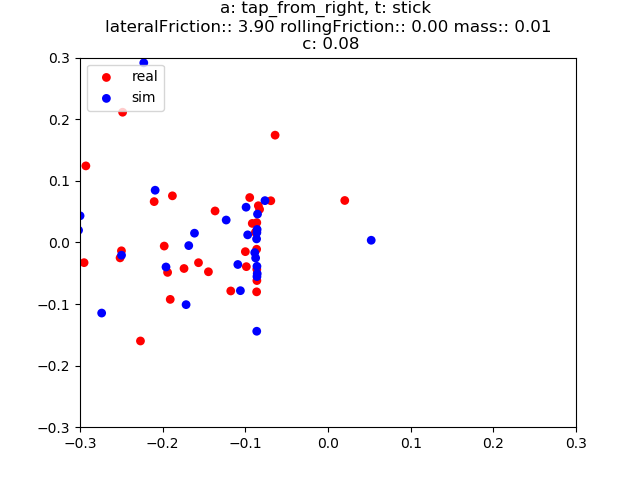 a: tap_from_right, t: stick
lateralFriction:: 3.90 rollingFriction:: 0.00 mass:: 0.01
c: 0.08
real
sim
0.3
0.2
0.1
0.0
−0.1
−0.2
−0.3
−0.3 −0.2 −0.1 0.0 0.1 0.2 0.3